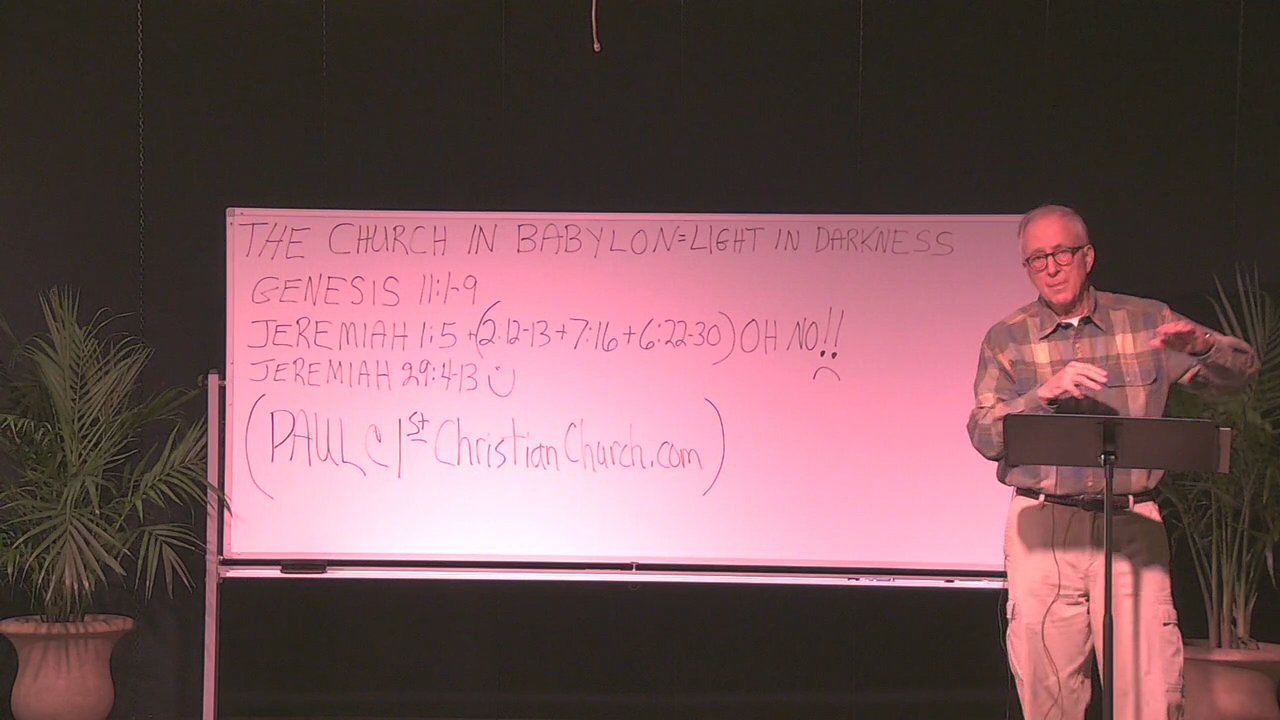 THE CHURCH IN BABYLON=LIGHT IN DARKNESS
GENESIS 11:1-9
JEREMIAH 1:5 +(2:12-13+7:16+6:22-30) OH NO!!
JEREMIAH 29:4-13
(PAUL@1st ChristianChurch.com)